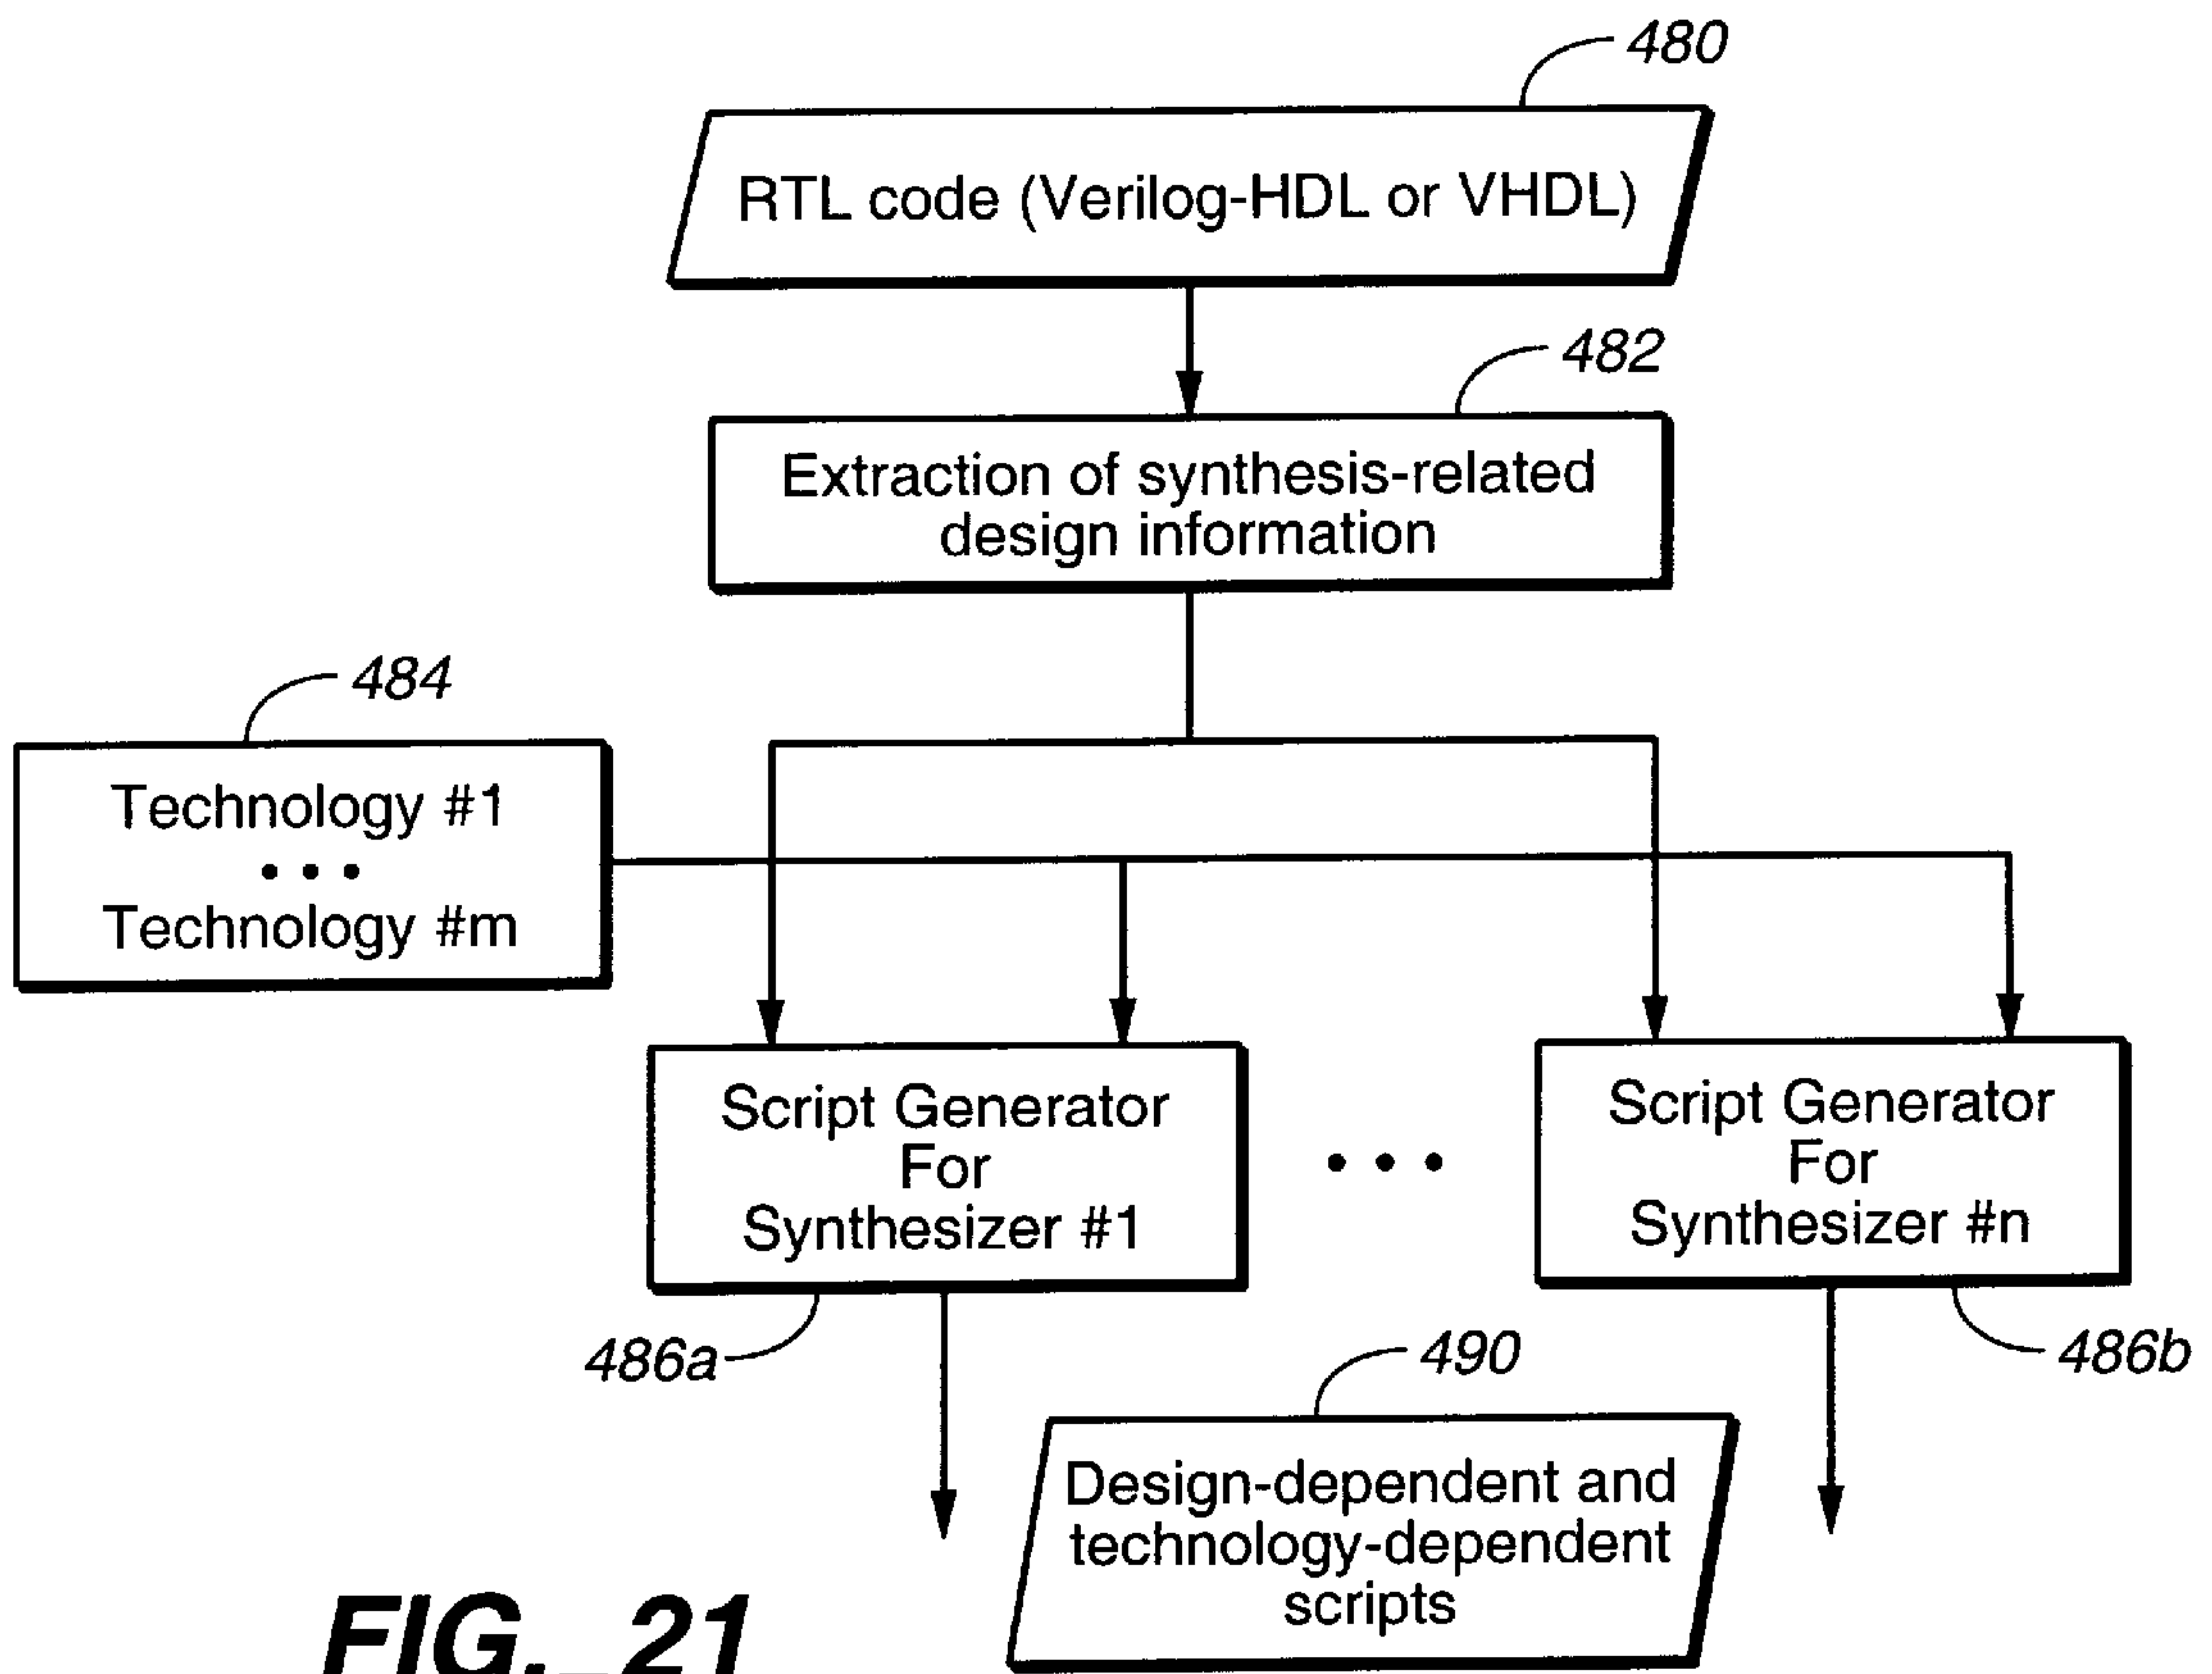 480
RTL code (Verilog-HDL or VHDL)
482
Extraction of synthesis-related
design information
484
Technology #1
• • •
Technology #m
Script Generator
For
Synthesizer #1
• • •
Script Generator
For
Synthesizer #n
486a
490
486b
Design-dependent and
technology-dependent
scripts
FIG._21